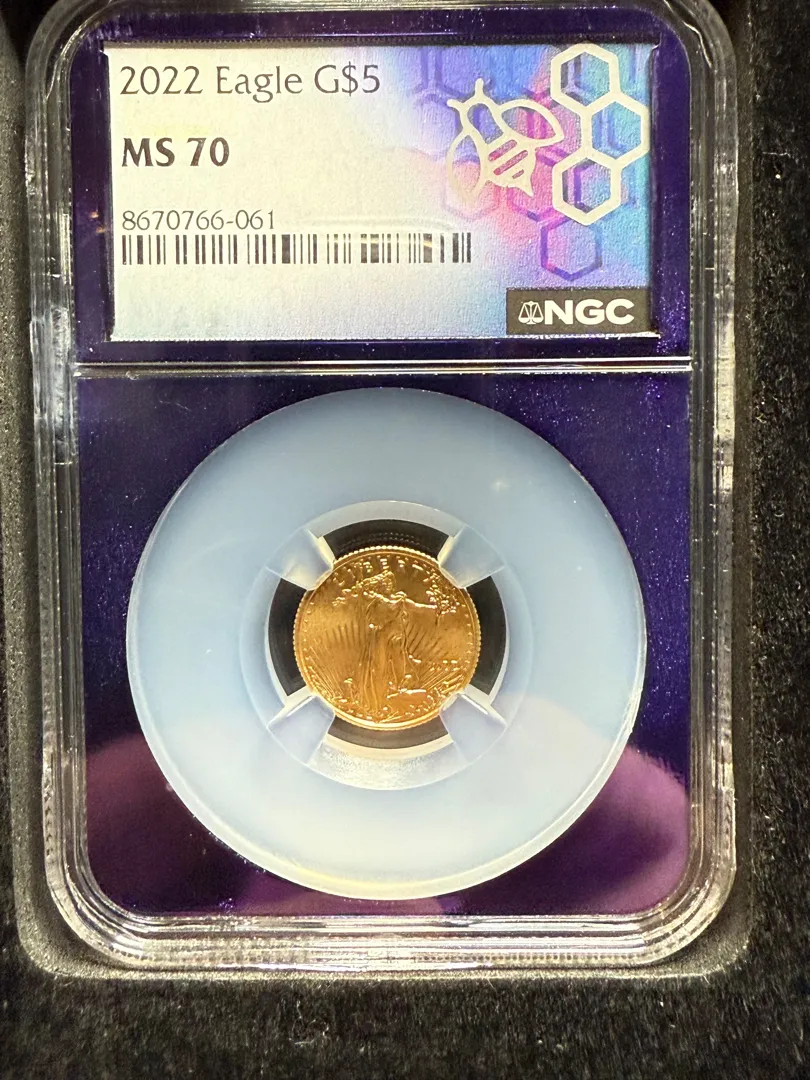 2022 Eagle G$5
MS 70
8670766-061
NGC
LIBERTY